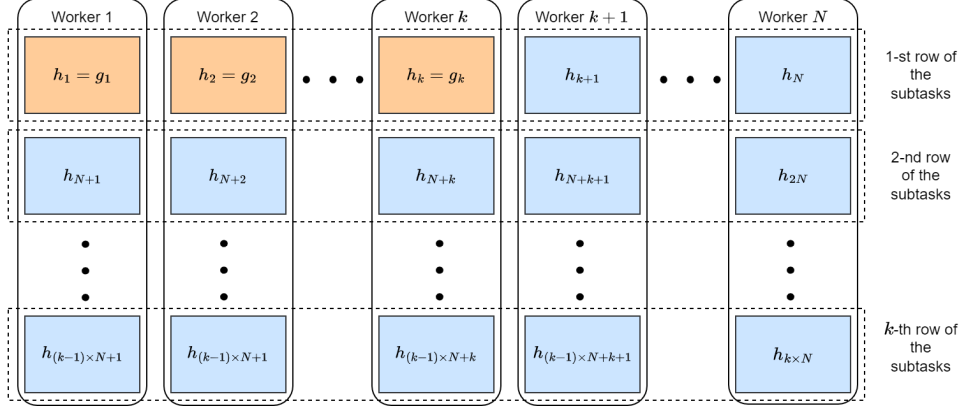 Worker 1
Worker 2
Worker k
Worker k + 1
Worker N
h_1 = g_1
h_2 = g_2
h_k = g_k
h_{k+1}
h_N
1-st row of
the
subtasks
h_{N+1}
h_{N+2}
h_{N+k}
h_{N+k+1}
h_{2N}
2-nd row
of the
subtasks
h_{(k−1)×N+1}
h_{(k−1)×N+1}
h_{(k−1)×N+k}
h_{(k−1)×N+k+1}
h_{k×N}
k-th row of
the
subtasks